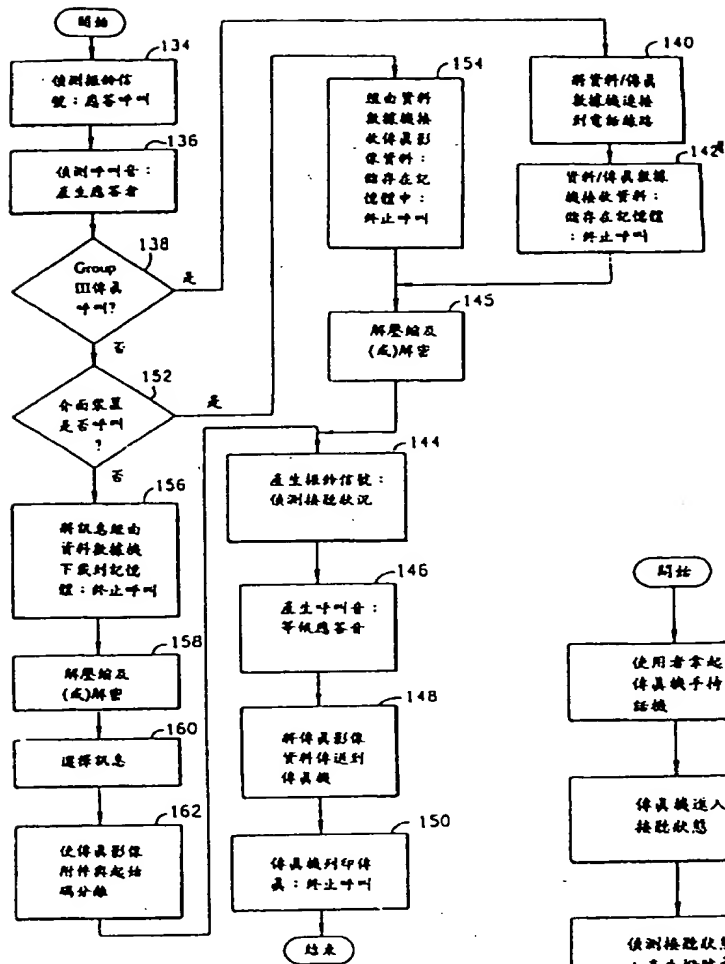 開始
134
偵測振鈴信
號：應答呼叫
136
偵測呼叫音：
產生應答音
138
Group
III傳真
呼叫?
是
否
152
介面裝置
是否呼叫
?
是
否
156
將訊息經由
資料數據機
下載到記憶
體：終止呼叫
158
解壓縮及
(或)解密
160
選擇訊息
162
使傳真影像
附件與起始
碼分離
154
經由資料
數據機接
收傳真影
像資料：
儲存在記
憶體中：
終止呼叫
140
將資料/傳真
數據機連接
到電話線路
142
資料/傳真數據
機接收資料：
儲存在記憶體
：終止呼叫
145
解壓縮及
(或)解密
144
產生振鈴信號：
偵測接聽狀況
146
產生呼叫音：
等候應答音
148
將傳真影像
資料傳送到
傳真機
150
傳真機列印傳
真：終止呼叫
結束
開始
使用者拿起
傳真機手持
話機
傳真機送入
接聽狀態
偵測接聽狀態